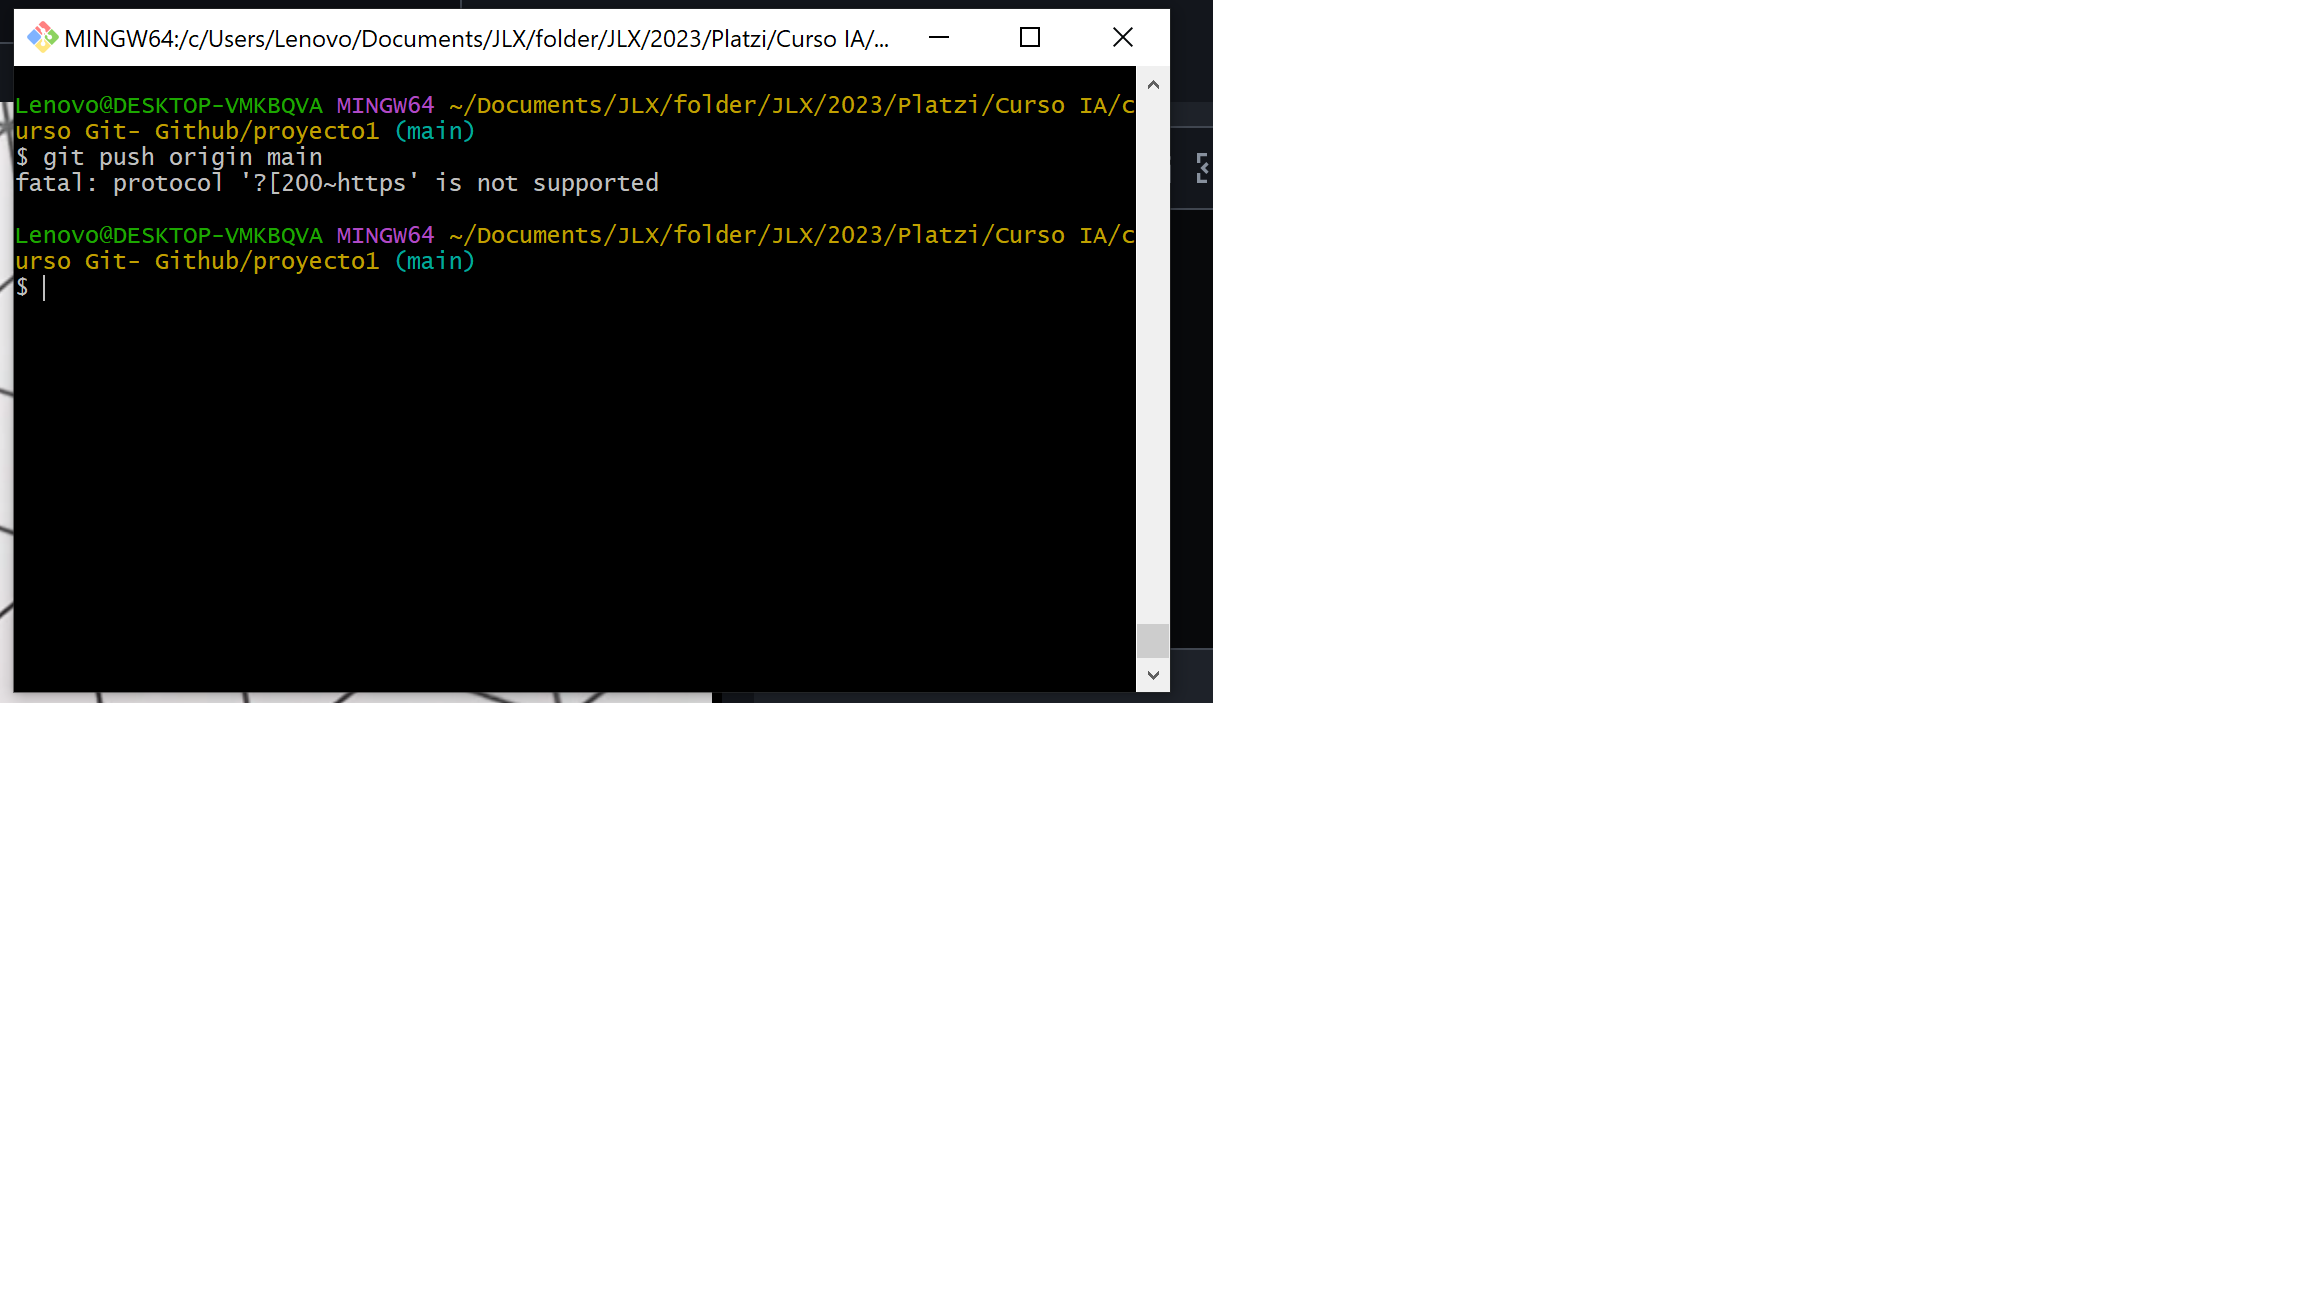 MINGW64:/c/Users/Lenovo/Documents/JLX/folder/JLX/2023/Platzi/Curso IA/...
Lenovo@DESKTOP-VMKBQVA MINGW64 ~/Documents/JLX/folder/JLX/2023/Platzi/Curso IA/c
urso Git- Github/proyecto1 (main)
$ git push origin main
fatal: protocol '?[200~https' is not supported
Lenovo@DESKTOP-VMKBQVA MINGW64 ~/Documents/JLX/folder/JLX/2023/Platzi/Curso IA/c
urso Git- Github/proyecto1 (main)
$